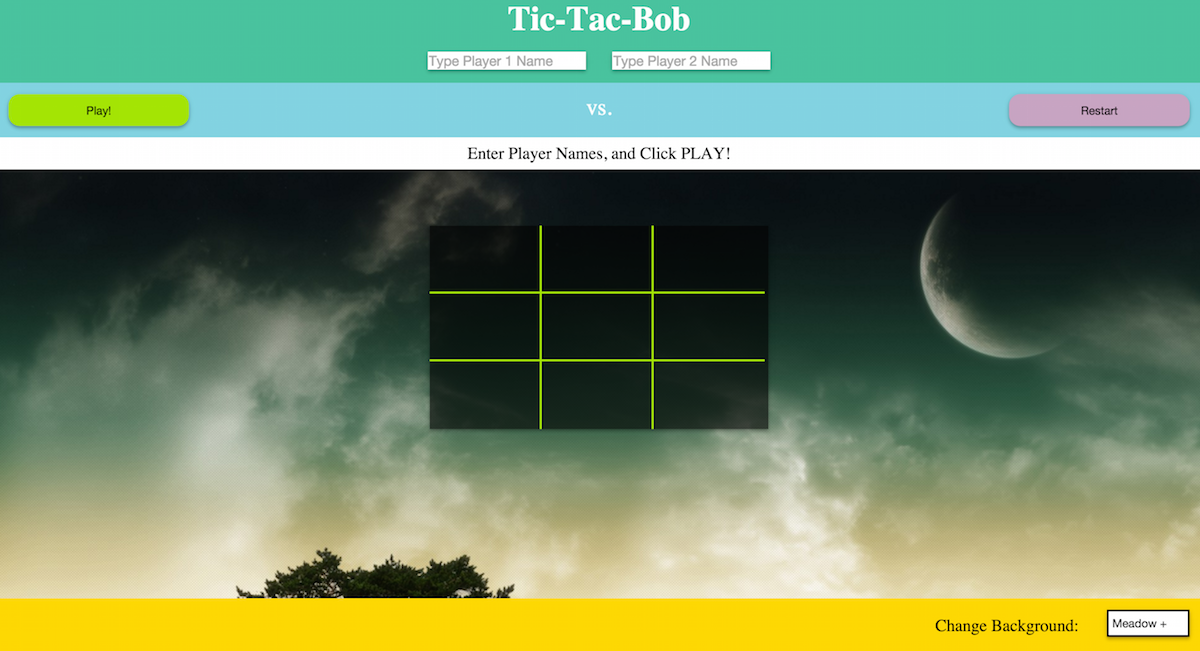 Tic-Tac-Bob
Type Player 1 Name Type Player 2 Name
Play! vs. Restart
Enter Player Names, and Click PLAY!
Change Background: Meadow +